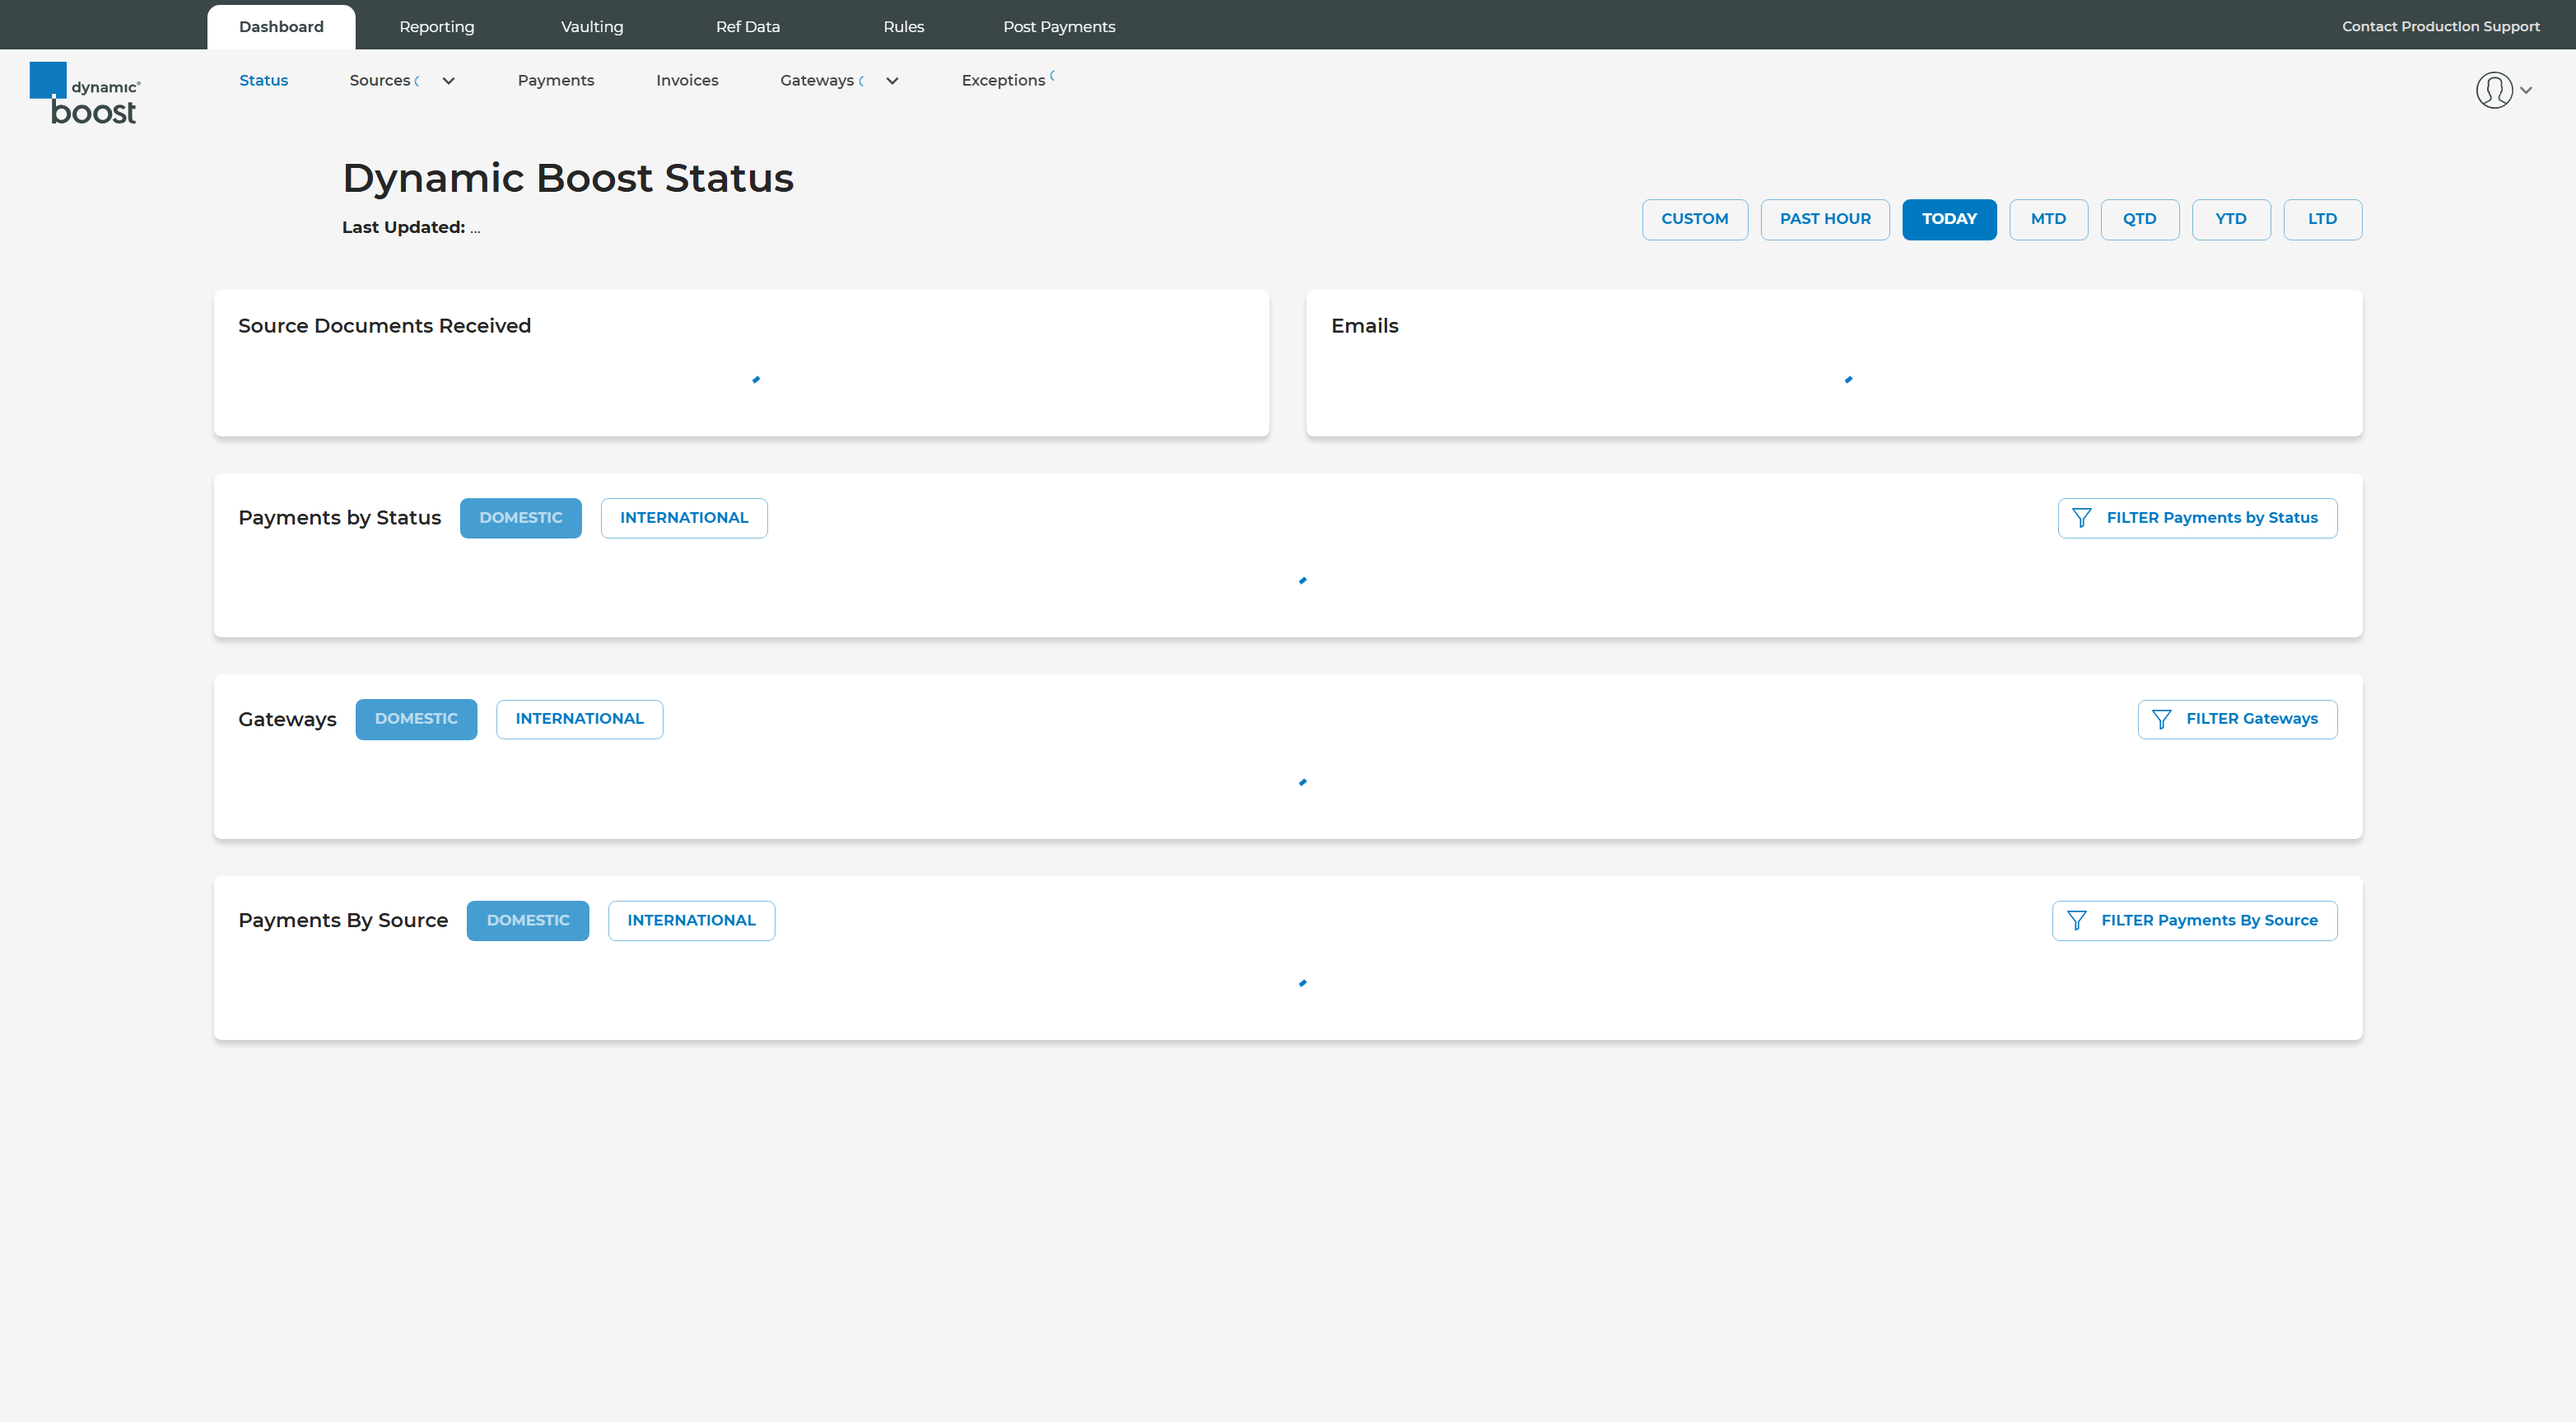 Dashboard Reporting Vaulting Ref Data Rules Post Payments Contact Production Support
dynamic®
boost
Status Sources Payments Invoices Gateways Exceptions
Dynamic Boost Status
Last Updated: ...
CUSTOM PAST HOUR TODAY MTD QTD YTD LTD
Source Documents Received
Emails
Payments by Status DOMESTIC INTERNATIONAL FILTER Payments by Status
Gateways DOMESTIC INTERNATIONAL FILTER Gateways
Payments By Source DOMESTIC INTERNATIONAL FILTER Payments By Source